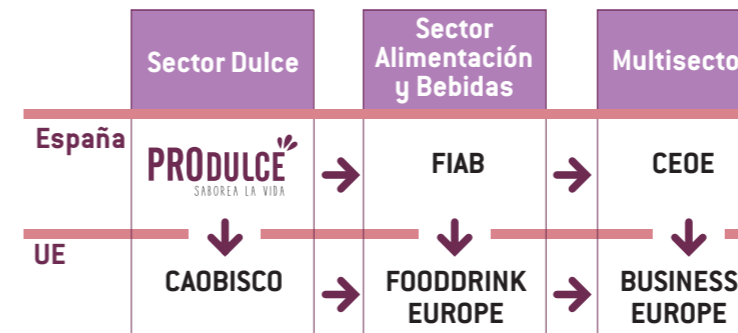 Sector Dulce
Sector
Alimentación
y Bebidas
Multisecto
España
PRODULCE
SABOREA LA VIDA
FIAB
CEOE
UE
CAOBISCO
FOODDRINK
EUROPE
BUSINESS
EUROPE